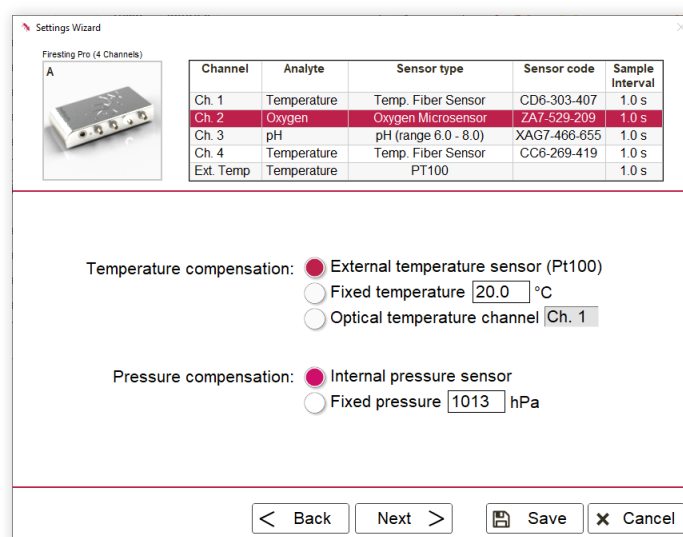 Settings Wizard
Firesting Pro (4 Channels)
A
Channel Analyte Sensor type Sensor code Sample Interval
Ch. 1 Temperature Temp. Fiber Sensor CD6-303-407 1.0 s
Ch. 2 Oxygen Oxygen Microsensor ZA7-529-209 1.0 s
Ch. 3 pH pH (range 6.0 - 8.0) XAG7-466-655 1.0 s
Ch. 4 Temperature Temp. Fiber Sensor CC6-269-419 1.0 s
Ext. Temp Temperature PT100 1.0 s
Temperature compensation: External temperature sensor (Pt100)
Fixed temperature 20.0 °C
Optical temperature channel Ch. 1
Pressure compensation: Internal pressure sensor
Fixed pressure 1013 hPa
< Back Next > Save Cancel